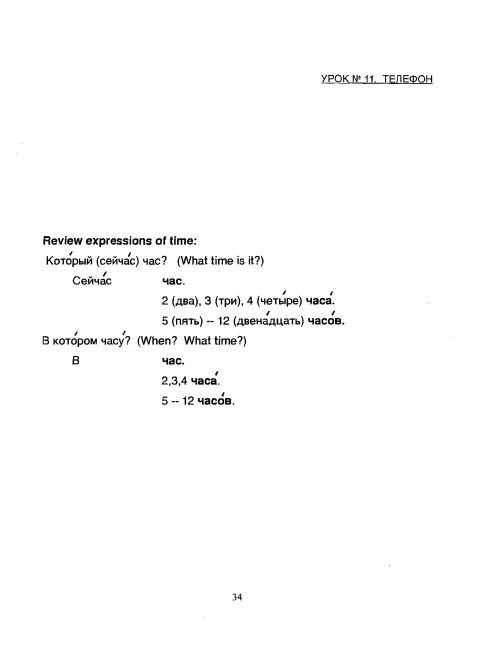 УРОК № 11. ТЕЛЕФОН
Review expressions of time:
Кото́рый (сейча́с) час? (What time is it?)
Сейча́с час.
2 (два), 3 (три), 4 (четы́ре) часа́.
5 (пять) -- 12 (двена́дцать) часо́в.
В кото́ром часу́? (When? What time?)
В час.
2,3,4 часа́.
5 -- 12 часо́в.
34